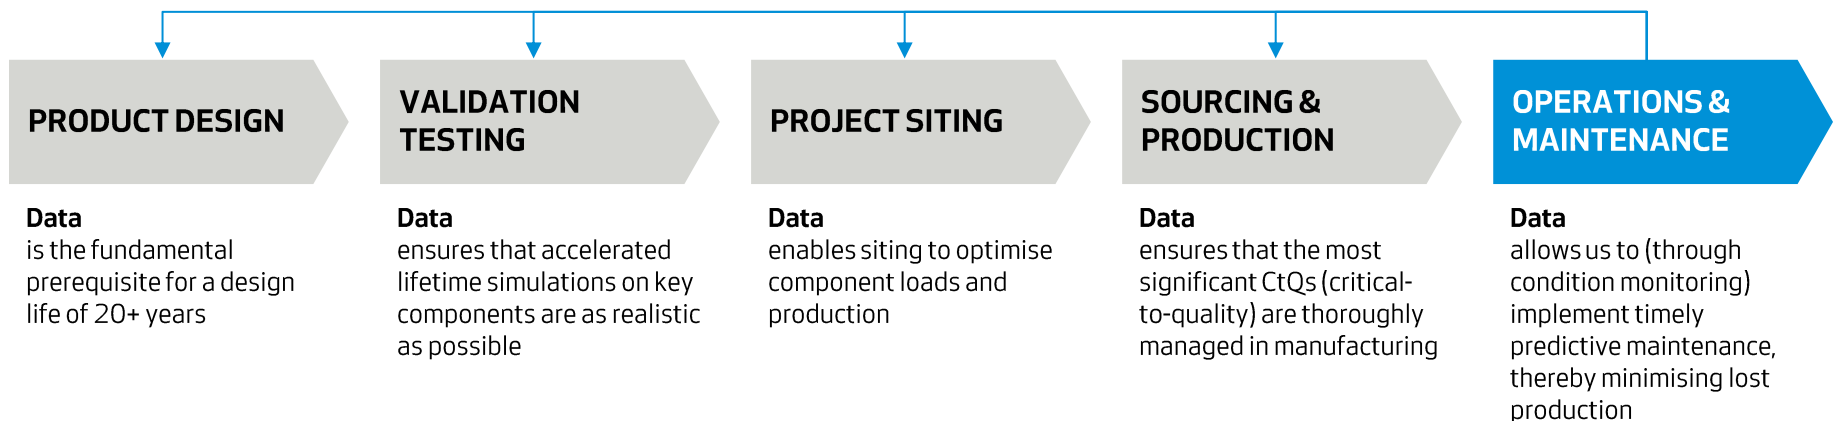 PRODUCT DESIGN
Data
is the fundamental
prerequisite for a design
life of 20+ years
VALIDATION
TESTING
Data
ensures that accelerated
lifetime simulations on key
components are as realistic
as possible
PROJECT SITING
Data
enables siting to optimise
component loads and
production
SOURCING &
PRODUCTION
Data
ensures that the most
significant CtQs (critical-
to-quality) are thoroughly
managed in manufacturing
OPERATIONS &
MAINTENANCE
Data
allows us to (through
condition monitoring)
implement timely
predictive maintenance,
thereby minimising lost
production